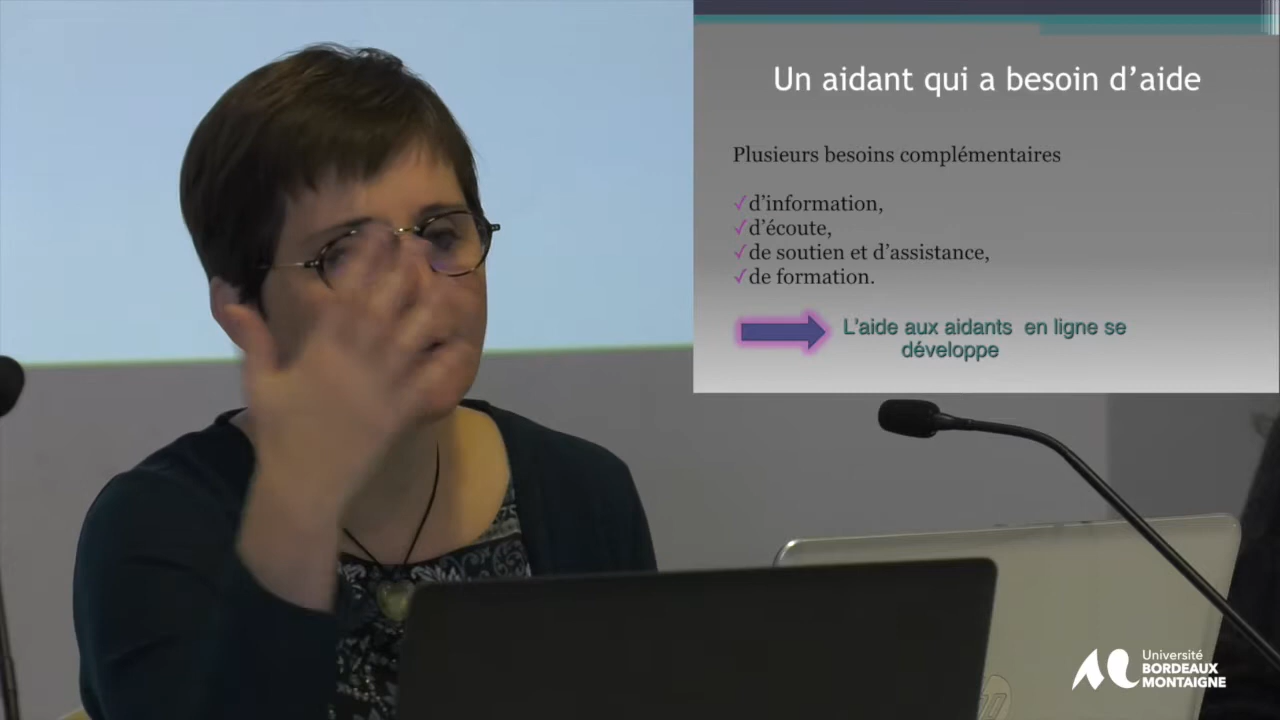 Un aidant qui a besoin d’aide
Plusieurs besoins complémentaires
✓d’information,
✓d’écoute,
✓de soutien et d’assistance,
✓de formation.
L’aide aux aidants en ligne se
développe
Université
BORDEAUX
MONTAIGNE
hp